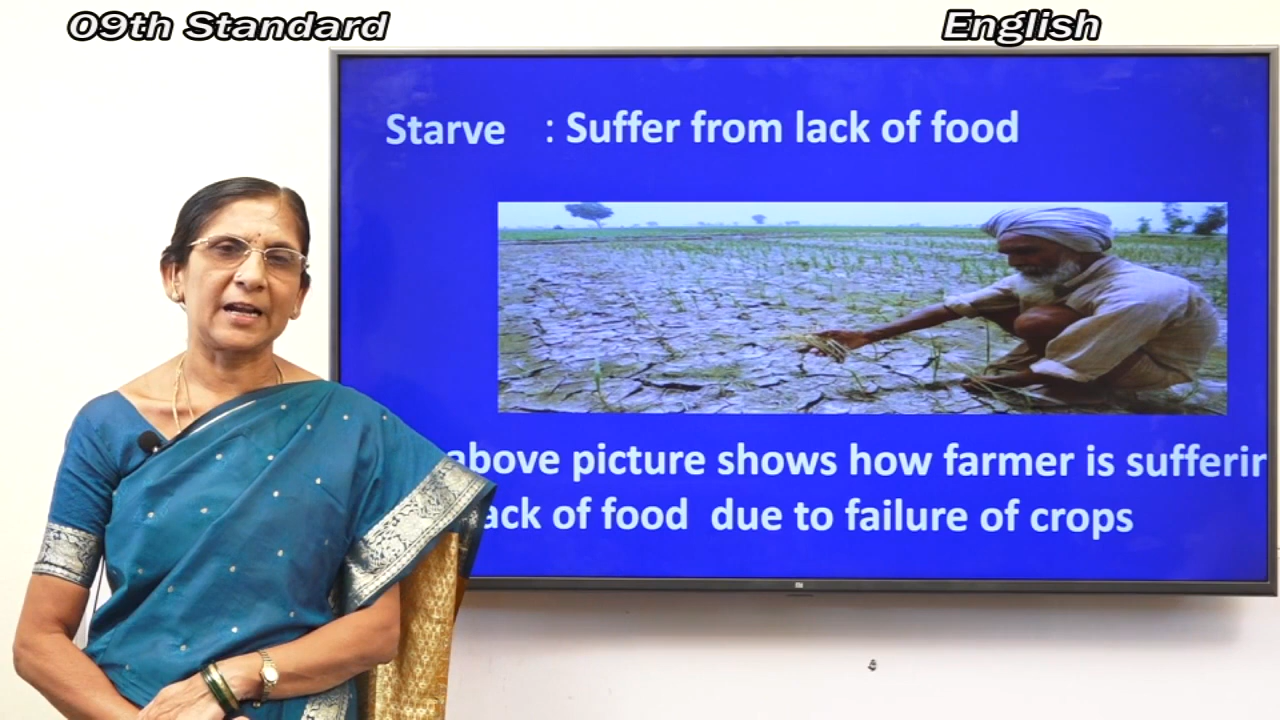 09th Standard
English
Starve : Suffer from lack of food
above picture shows how farmer is
of food due to failure of crops
mi